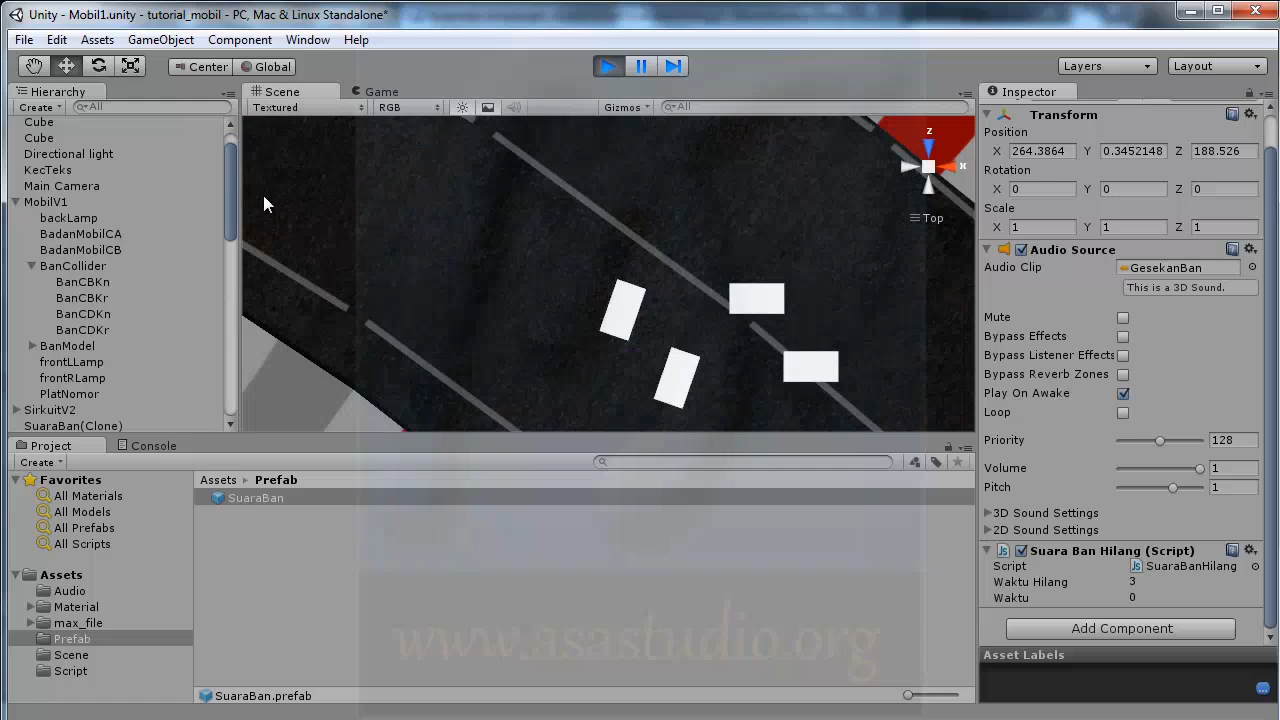 Unity - Mobil1.unity - tutorial_mobil - PC, Mac & Linux Standalone*
File Edit Assets GameObject Component Window Help
Center Global Layers Layout
Hierarchy
Create All
Cube
Cube
Directional light
KecTeks
Main Camera
MobilV1
backLamp
BadanMobilCA
BadanMobilCB
BanCollider
BanCBKn
BanCBKr
BanCDKn
BanCDKr
BanModel
frontLLamp
frontRLamp
PlatNomor
SirkuitV2
SuaraBan(Clone)
Scene Game
Textured RGB Gizmos All
z
x
Top
Inspector
Transform
Position
X 264.3864 Y 0.3452148 Z 188.526
Rotation
X 0 Y 0 Z 0
Scale
X 1 Y 1 Z 1
Audio Source
Audio Clip GesekanBan
This is a 3D Sound.
Mute
Bypass Effects
Bypass Listener Effects
Bypass Reverb Zones
Play On Awake
Loop
Priority 128
Volume 1
Pitch 1
3D Sound Settings
2D Sound Settings
Suara Ban Hilang (Script)
Script SuaraBanHilang
Waktu Hilang 3
Waktu 0
Add Component
Asset Labels
Project Console
Create
Favorites
All Materials
All Models
All Prefabs
All Scripts
Assets
Audio
Material
max_file
Prefab
Scene
Script
Assets Prefab
SuaraBan
www.asastudio.org
SuaraBan.prefab